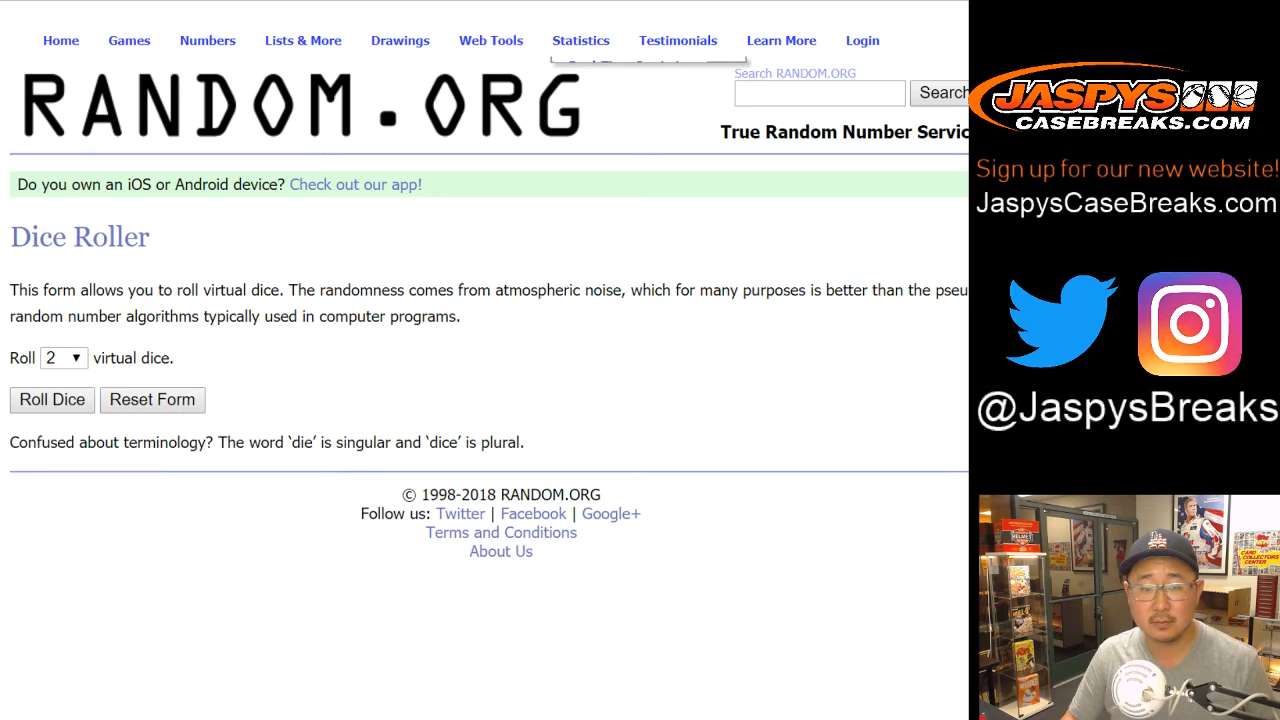 Home Games Numbers Lists & More Drawings Web Tools Statistics Testimonials Learn More Login
RANDOM.ORG
Search RANDOM.ORG
Search
True Random Number Servic
Do you own an iOS or Android device? Check out our app!
Dice Roller
This form allows you to roll virtual dice. The randomness comes from atmospheric noise, which for many purposes is better than the pseu
random number algorithms typically used in computer programs.
Roll 2 virtual dice.
Roll Dice Reset Form
Confused about terminology? The word ‘die’ is singular and ‘dice’ is plural.
© 1998-2018 RANDOM.ORG
Follow us: Twitter | Facebook | Google+
Terms and Conditions
About Us
JASPYS
CASEBREAKS.COM
Sign up for our new website!
JaspysCaseBreaks.com
@JaspysBreaks